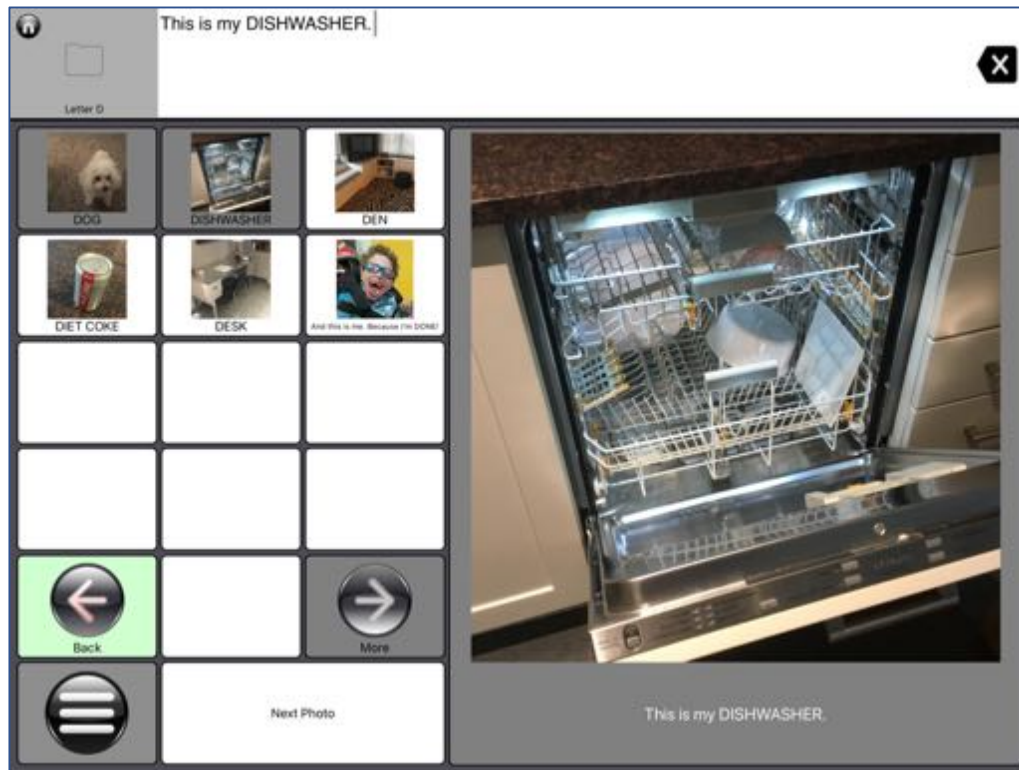 This is my DISHWASHER.
Letter D
DOG
DISHWASHER
DEN
DIET COKE
DESK
And this is me. Because I'm DONE!
Back
More
Next Photo
This is my DISHWASHER.